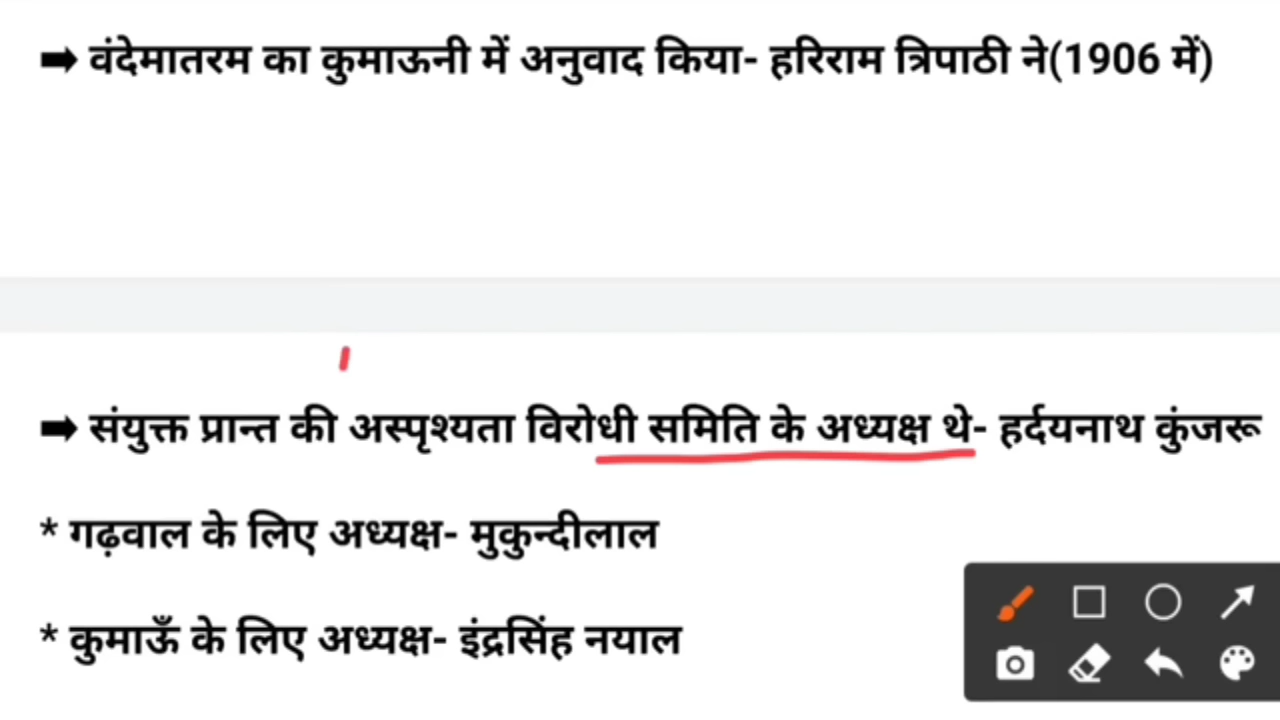 ➡ वंदेमातरम का कुमाऊनी में अनुवाद किया- हरिराम त्रिपाठी ने(1906 में)
➡ संयुक्त प्रान्त की अस्पृश्यता विरोधी समिति के अध्यक्ष थे- हर्दयनाथ कुंजरू
* गढ़वाल के लिए अध्यक्ष- मुकुन्दीलाल
* कुमाऊँ के लिए अध्यक्ष- इंद्रसिंह नयाल